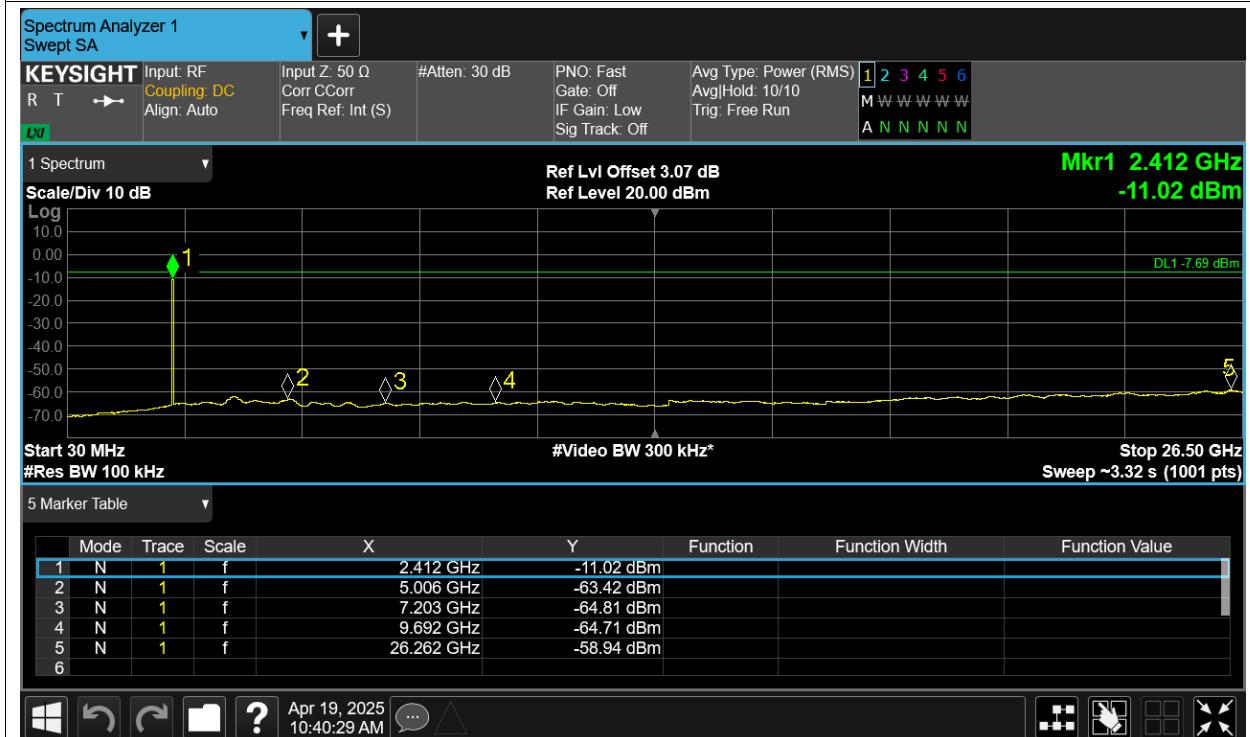 Spectrum Analyzer 1
Swept SA
KEYSIGHT Input: RF Input Z: 50 Ω #Atten: 30 dB PNO: Fast Avg Type: Power (RMS) 1 2 3 4 5 6
R T Coupling: DC Corr CCorr Gate: Off Avg|Hold: 10/10 M W W W W W
Align: Auto Freq Ref: Int (S) IF Gain: Low Trig: Free Run
LXI Sig Track: Off A N N N N N
1 Spectrum Ref Lvl Offset 3.07 dB Mkr1 2.412 GHz
Scale/Div 10 dB Ref Level 20.00 dBm -11.02 dBm
Log
10.0
0.00 1
DL1 -7.69 dBm
-10.0
-20.0
-30.0
-40.0
-50.0 2 3 4 5
-60.0
-70.0
Start 30 MHz #Video BW 300 kHz* Stop 26.50 GHz
#Res BW 100 kHz Sweep ~3.32 s (1001 pts)
5 Marker Table
Mode Trace Scale X Y Function Function Width Function Value
1 N 1 f 2.412 GHz -11.02 dBm
2 N 1 f 5.006 GHz -63.42 dBm
3 N 1 f 7.203 GHz -64.81 dBm
4 N 1 f 9.692 GHz -64.71 dBm
5 N 1 f 26.262 GHz -58.94 dBm
6
? Apr 19, 2025
10:40:29 AM